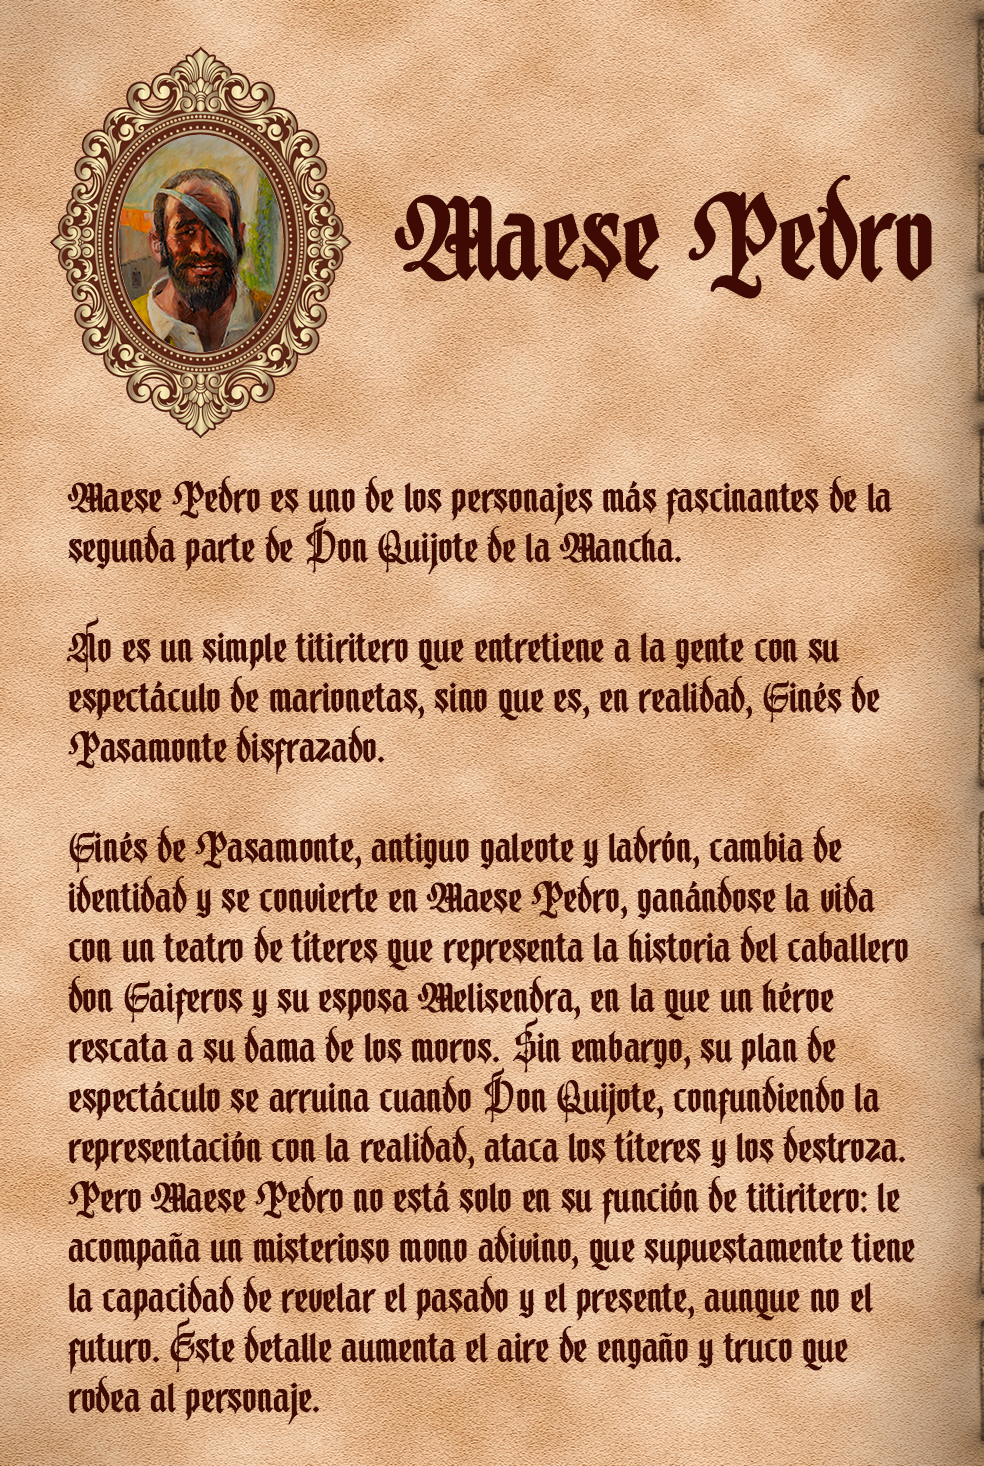 Maese Pedro
Maese Pedro es uno de los personajes más fascinantes de la
segunda parte de Don Quijote de la Mancha.
No es un simple titiritero que entretiene a la gente con su
espectáculo de marionetas, sino que es, en realidad, Ginés de
Pasamonte disfrazado.
Ginés de Pasamonte, antiguo galeote y ladrón, cambia de
identidad y se convierte en Maese Pedro, ganándose la vida
con un teatro de títeres que representa la historia del caballero
don Gaiferos y su esposa Melisendra, en la que un héroe
rescata a su dama de los moros. Sin embargo, su plan de
espectáculo se arruina cuando Don Quijote, confundiendo la
representación con la realidad, ataca los títeres y los destroza.
Pero Maese Pedro no está solo en su función de titiritero: le
acompaña un misterioso mono adivino, que supuestamente tiene
la capacidad de revelar el pasado y el presente, aunque no el
futuro. Este detalle aumenta el aire de engaño y truco que
rodea al personaje.